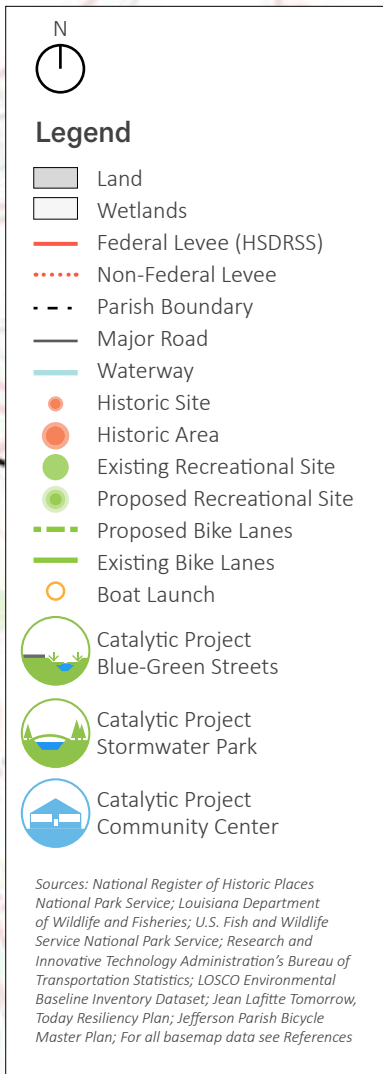 N
Legend
Land
Wetlands
Federal Levee (HSDRSS)
Non-Federal Levee
Parish Boundary
Major Road
Waterway
Historic Site
Historic Area
Existing Recreational Site
Proposed Recreational Site
Proposed Bike Lanes
Existing Bike Lanes
Boat Launch
Catalytic Project
Blue-Green Streets
Catalytic Project
Stormwater Park
Catalytic Project
Community Center
Sources: National Register of Historic Places
National Park Service; Louisiana Department
of Wildlife and Fisheries; U.S. Fish and Wildlife
Service National Park Service; Research and
Innovative Technology Administration's Bureau of
Transportation Statistics; LOSCO Environmental
Baseline Inventory Dataset; Jean Lafitte Tomorrow,
Today Resiliency Plan; Jefferson Parish Bicycle
Master Plan; For all basemap data see References